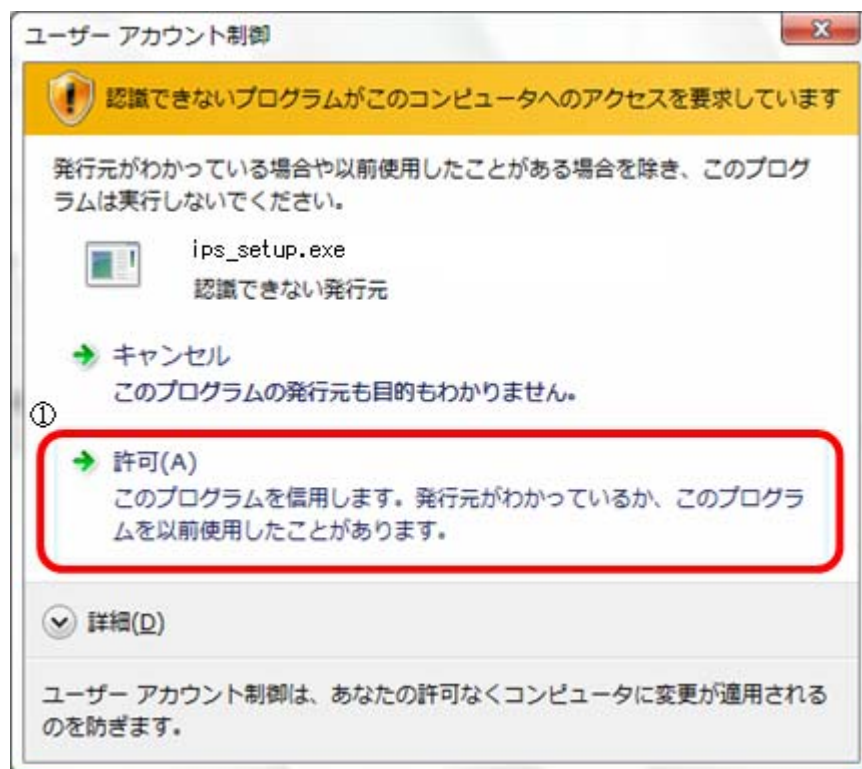 ユーザー アカウント制御
認識できないプログラムがこのコンピュータへのアクセスを要求しています
発行元がわかっている場合や以前使用したことがある場合を除き、このプログ
ラムは実行しないでください。
ips_setup.exe
認識できない発行元
キャンセル
このプログラムの発行元も目的もわかりません。
①
許可(A)
このプログラムを信用します。発行元がわかっているか、このプログラ
ムを以前使用したことがあります。
詳細(D)
ユーザー アカウント制御は、あなたの許可なくコンピュータに変更が適用される
のを防ぎます。